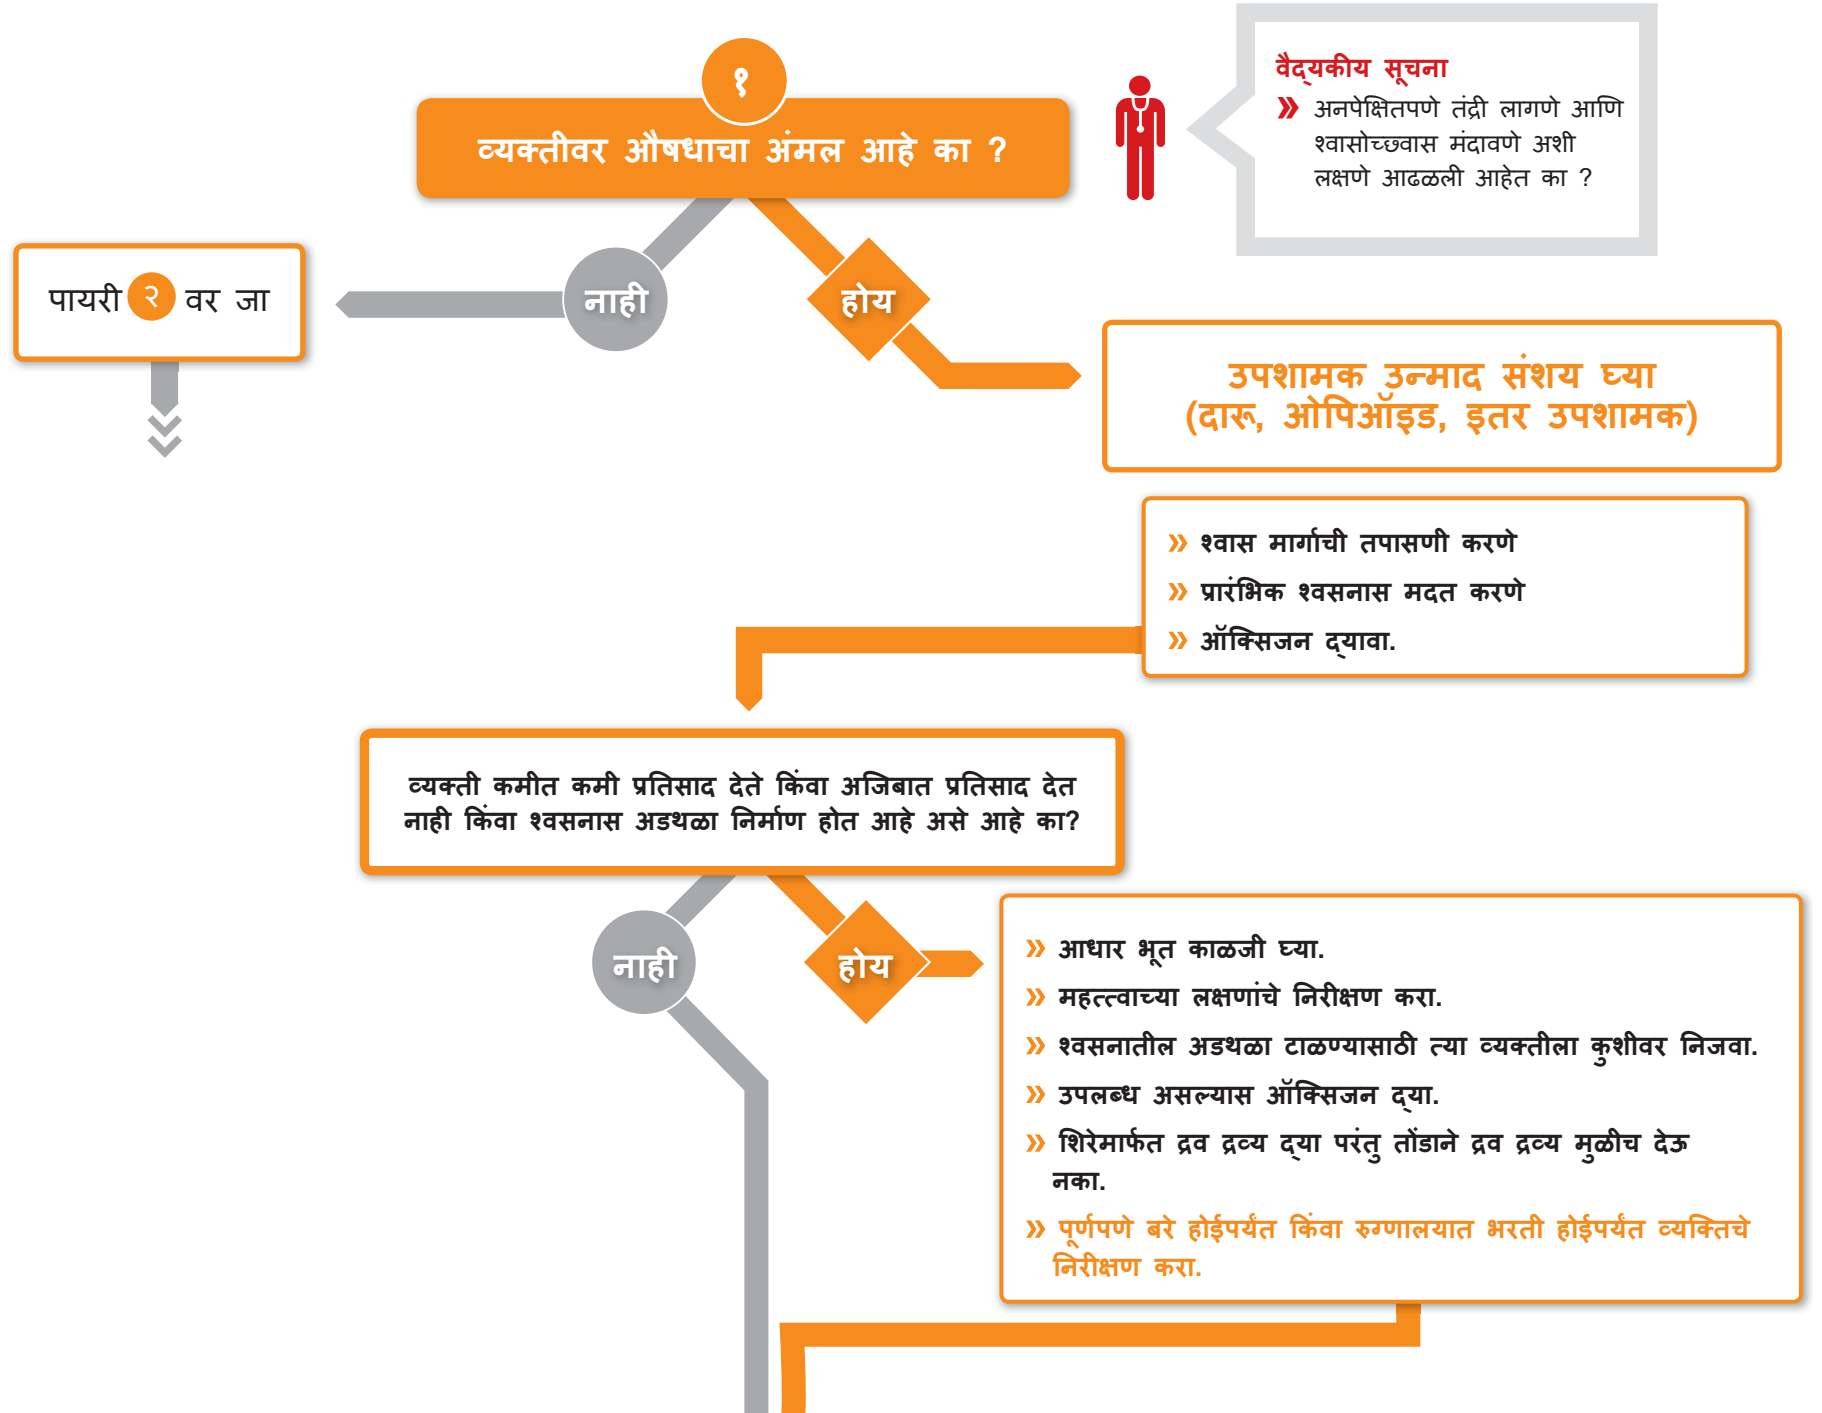 १
व्यक्तीवर औषधाचा अंमल आहे का ?
वैद्‌यकीय सूचना
» अनपेक्षितपणे तंद्री लागणे आणि
श्वासोच्छ्वास मंदावणे अशी
लक्षणे आढळली आहेत का ?
पायरी २ वर जा
नाही
होय
उपशामक उन्माद संशय घ्या
(दारू, ओपिऑइड, इतर उपशामक)
» श्वास मार्गाची तपासणी करणे
» प्रारंभिक श्वसनास मदत करणे
» ऑक्सिजन द्‌यावा.
व्यक्ती कमीत कमी प्रतिसाद देते किंवा अजिबात प्रतिसाद देत
नाही किंवा श्वसनास अडथळा निर्माण होत आहे असे आहे का?
नाही
होय
» आधार भूत काळजी घ्या.
» महत्त्वाच्या लक्षणांचे निरीक्षण करा.
» श्वसनातील अडथळा टाळण्यासाठी त्या व्यक्तीला कुशीवर निजवा.
» उपलब्ध असल्यास ऑक्सिजन द्‌या.
» शिरेमार्फत द्रव द्रव्य द्‌या परंतु तोंडाने द्रव द्रव्य मुळीच देऊ
नका.
» पूर्णपणे बरे होईपर्यंत किंवा रुग्णालयात भरती होईपर्यंत व्यक्तिचे
निरीक्षण करा.